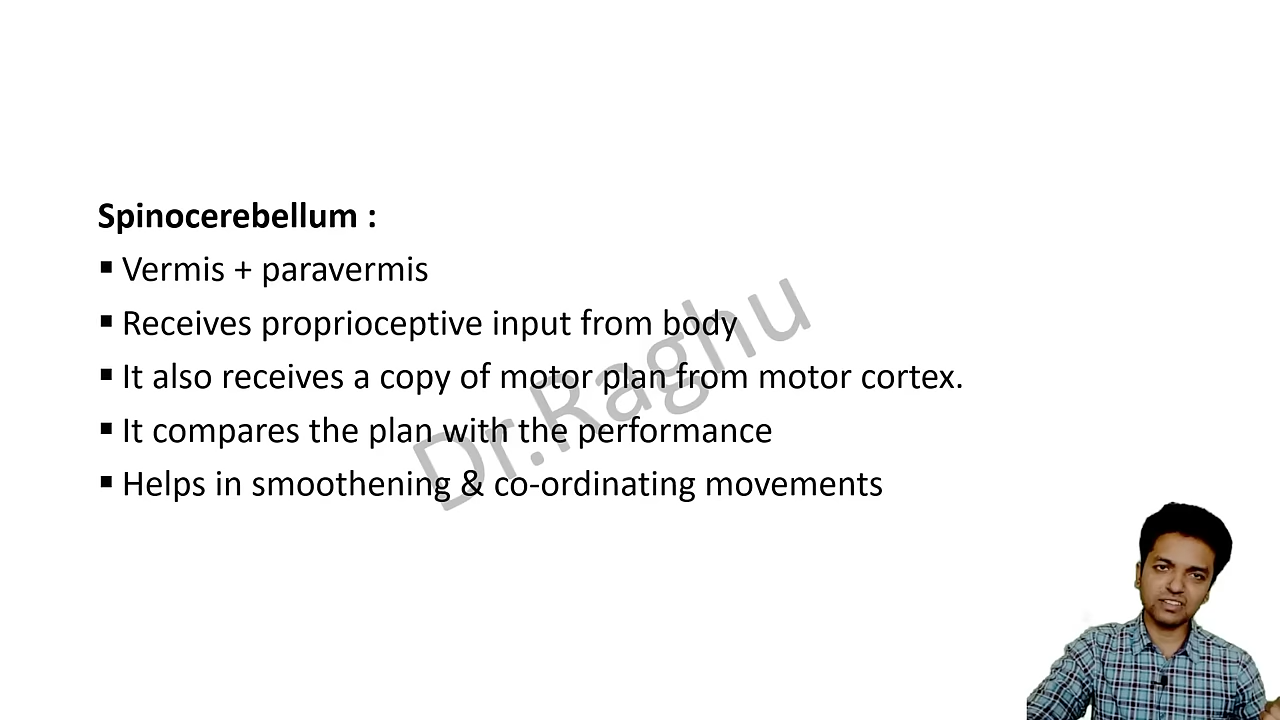 Spinocerebellum :
▪ Vermis + paravermis
▪ Receives proprioceptive input from body
▪ It also receives a copy of motor plan from motor cortex.
▪ It compares the plan with the performance
▪ Helps in smoothening & co-ordinating movements
Dr.Raghu